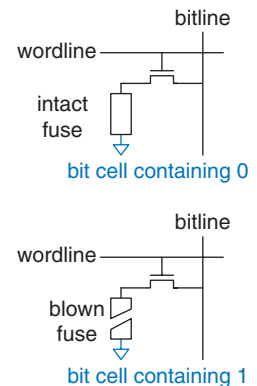 bitline
wordline
intact
fuse
bit cell containing 0
bitline
wordline
blown
fuse
bit cell containing 1